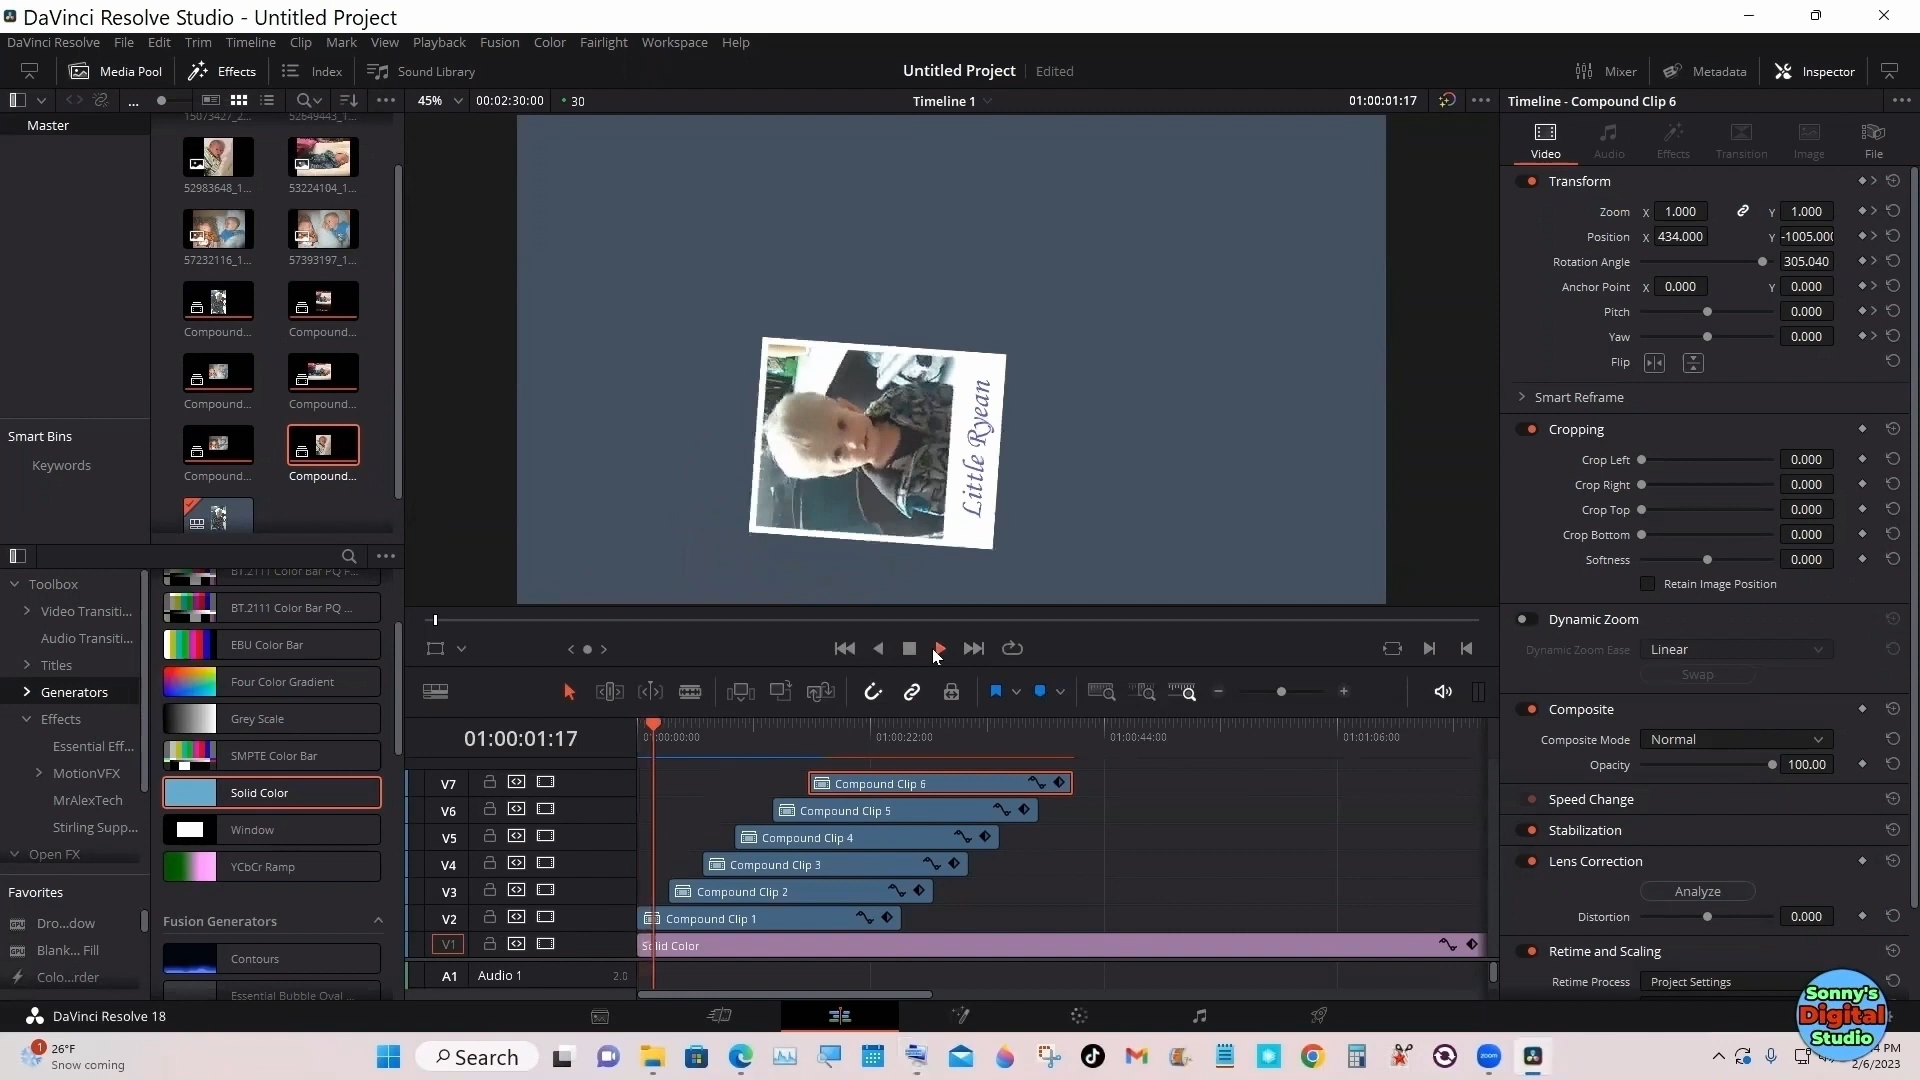 DaVinci Resolve Studio - Untitled Project
DaVinci Resolve File Edit Trim Timeline Clip Mark View Playback Fusion Color Fairlight Workspace Help
Media Pool Effects Index Sound Library
Untitled Project Edited
Mixer Metadata Inspector
...
45% 00:02:30:00 • 30
Timeline 1
01:00:01:17
Timeline - Compound Clip 6
Master
15073427_2... 52649443_1...
52983648_1... 53224104_1...
57232116_1... 57393197_1...
Compound... Compound...
Compound... Compound...
Compound... Compound...
Smart Bins
Keywords
Little Ryean
Video Audio Effects Transition Image File
Transform
Zoom X 1.000 Y 1.000
Position X 434.000 Y -1005.000
Rotation Angle 305.040
Anchor Point X 0.000 Y 0.000
Pitch 0.000
Yaw 0.000
Flip
Smart Reframe
Cropping
Crop Left 0.000
Crop Right 0.000
Crop Top 0.000
Crop Bottom 0.000
Softness 0.000
Retain Image Position
Dynamic Zoom
Dynamic Zoom Ease Linear
Swap
Composite
Composite Mode Normal
Opacity 100.00
Speed Change
Stabilization
Lens Correction
Analyze
Distortion 0.000
Retime and Scaling
Retime Process Project Settings
Toolbox
Video Transiti...
Audio Transiti...
Titles
Generators
Effects
Essential Eff...
MotionVFX
MrAlexTech
Stirling Supp...
Open FX
Favorites
Dro...dow
Blank... Fill
Colo...rder
BT.2111 Color Bar PQ F...
BT.2111 Color Bar PQ ...
EBU Color Bar
Four Color Gradient
Grey Scale
SMPTE Color Bar
Solid Color
Window
YCbCr Ramp
Fusion Generators
Contours
Essential Bubble Oval ...
01:00:01:17
01:00:00:00 01:00:22:00 01:00:44:00 01:01:06:00
V7 Compound Clip 6
V6 Compound Clip 5
V5 Compound Clip 4
V4 Compound Clip 3
V3 Compound Clip 2
V2 Compound Clip 1
V1 Solid Color
A1 Audio 1 2.0
DaVinci Resolve 18
Sonny's
Digital
Studio
1 26°F
Snow coming
Search
zoom
PM
2/6/2023